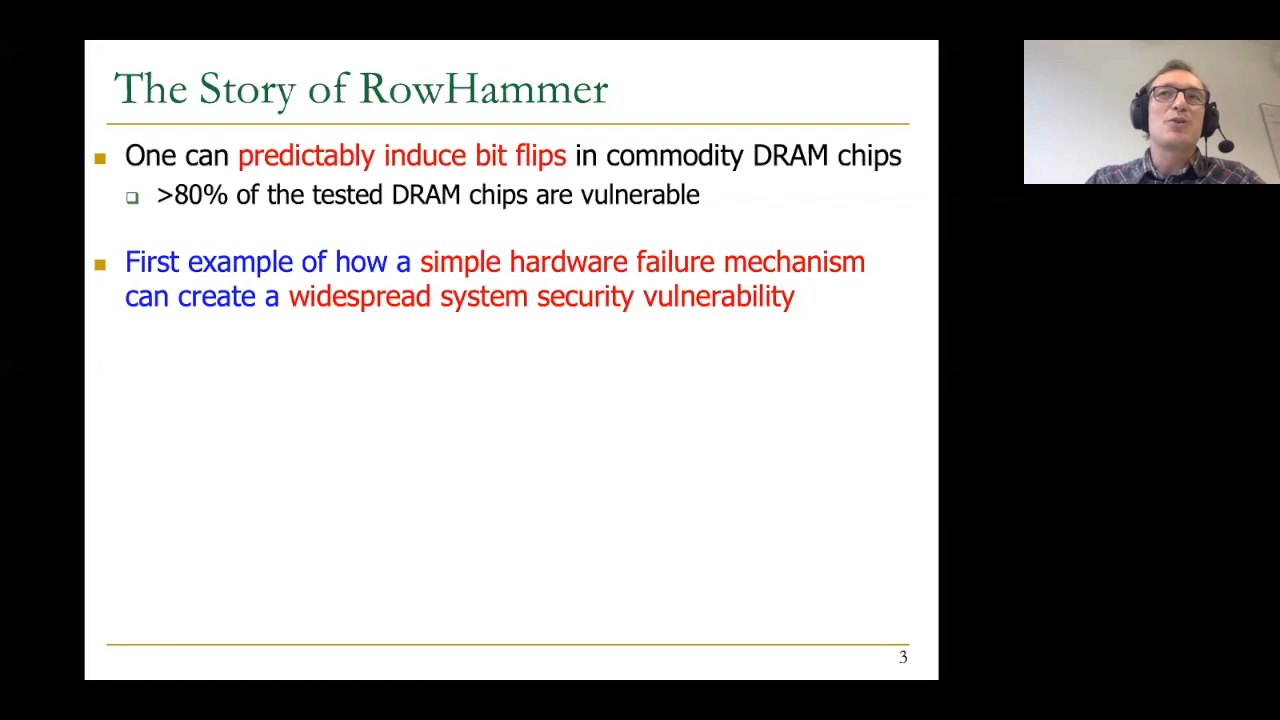 The Story of RowHammer
One can predictably induce bit flips in commodity DRAM chips
>80% of the tested DRAM chips are vulnerable
First example of how a simple hardware failure mechanism
can create a widespread system security vulnerability
3